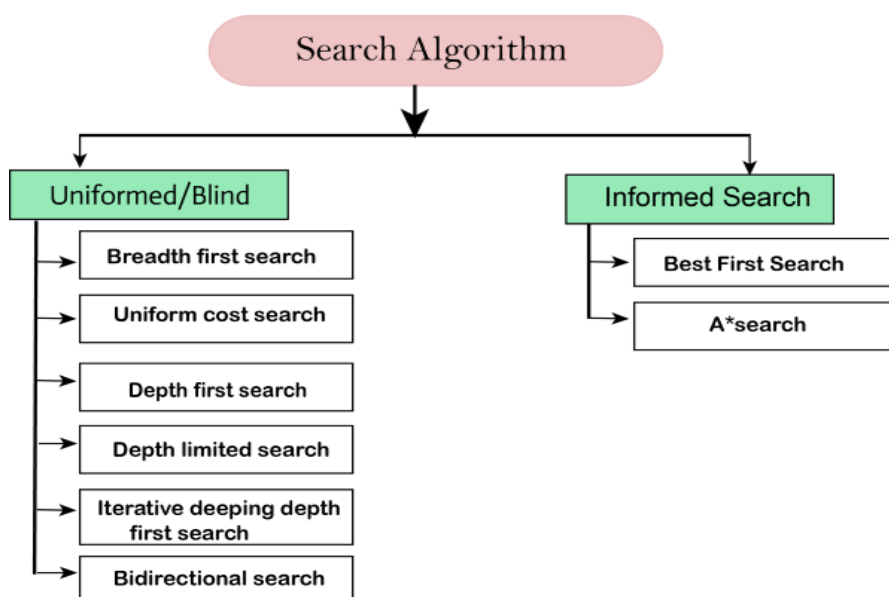 Search Algorithm
Uniformed/Blind
Breadth first search
Uniform cost search
Depth first search
Depth limited search
Iterative deeping depth
first search
Bidirectional search
Informed Search
Best First Search
A*search